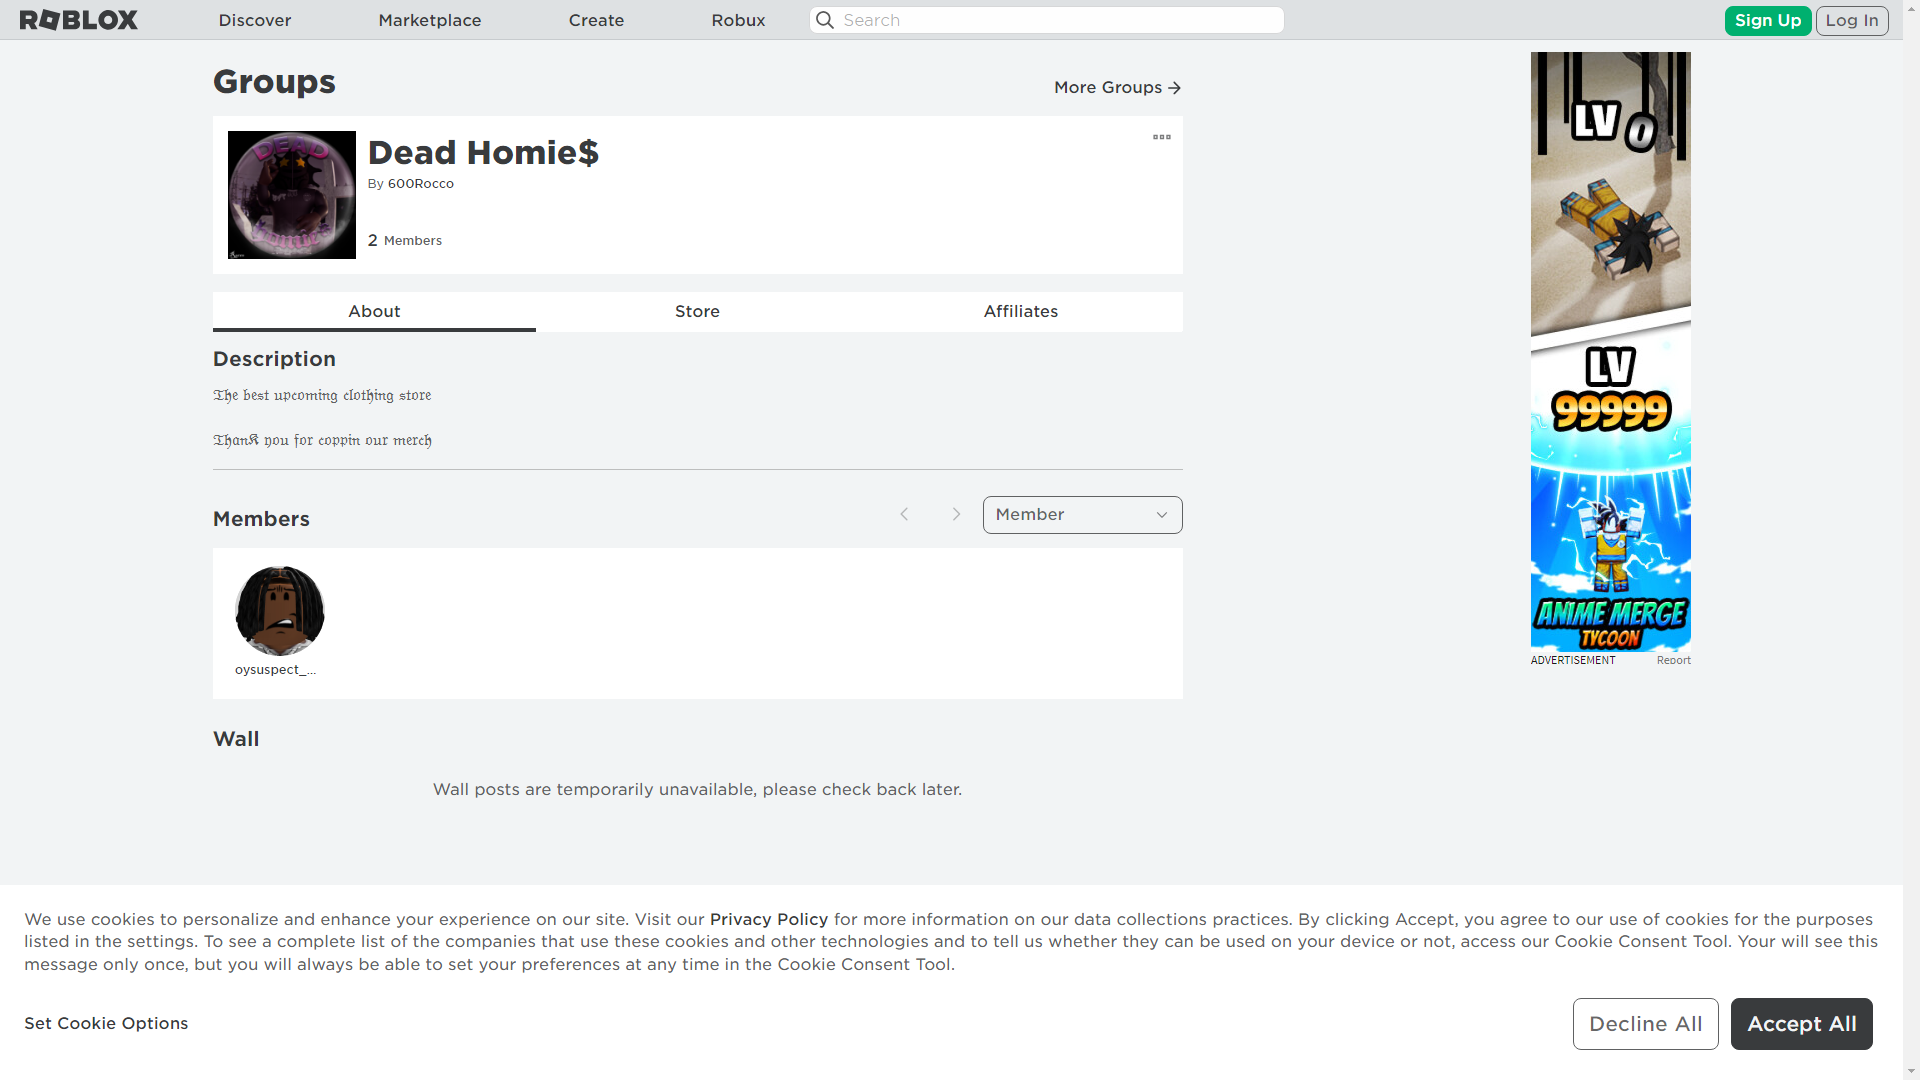 ROBLOX
Discover
Marketplace
Create
Robux
Search
Sign Up
Log In
Groups
More Groups
DEAD
Homie$
Dead Homie$
By 600Rocco
2 Members
About
Store
Affiliates
Description
𝔗𝔥𝔢 𝔟𝔢𝔰𝔱 𝔲𝔭𝔠𝔬𝔪𝔦𝔫𝔤 𝔠𝔩𝔬𝔱𝔥𝔦𝔫𝔤 𝔰𝔱𝔬𝔯𝔢
𝔗𝔥𝔞𝔫𝔎 𝔶𝔬𝔲 𝔣𝔬𝔯 𝔠𝔬𝔭𝔭𝔦𝔫 𝔬𝔲𝔯 𝔪𝔢𝔯𝔠𝔥
Members
Member
oysuspect_...
Wall
Wall posts are temporarily unavailable, please check back later.
LV 0
LV
99999
ANIME MERGE
TYCOON
ADVERTISEMENT
Report
We use cookies to personalize and enhance your experience on our site. Visit our Privacy Policy for more information on our data collections practices. By clicking Accept, you agree to our use of cookies for the purposes
listed in the settings. To see a complete list of the companies that use these cookies and other technologies and to tell us whether they can be used on your device or not, access our Cookie Consent Tool. Your will see this
message only once, but you will always be able to set your preferences at any time in the Cookie Consent Tool.
Set Cookie Options
Decline All
Accept All